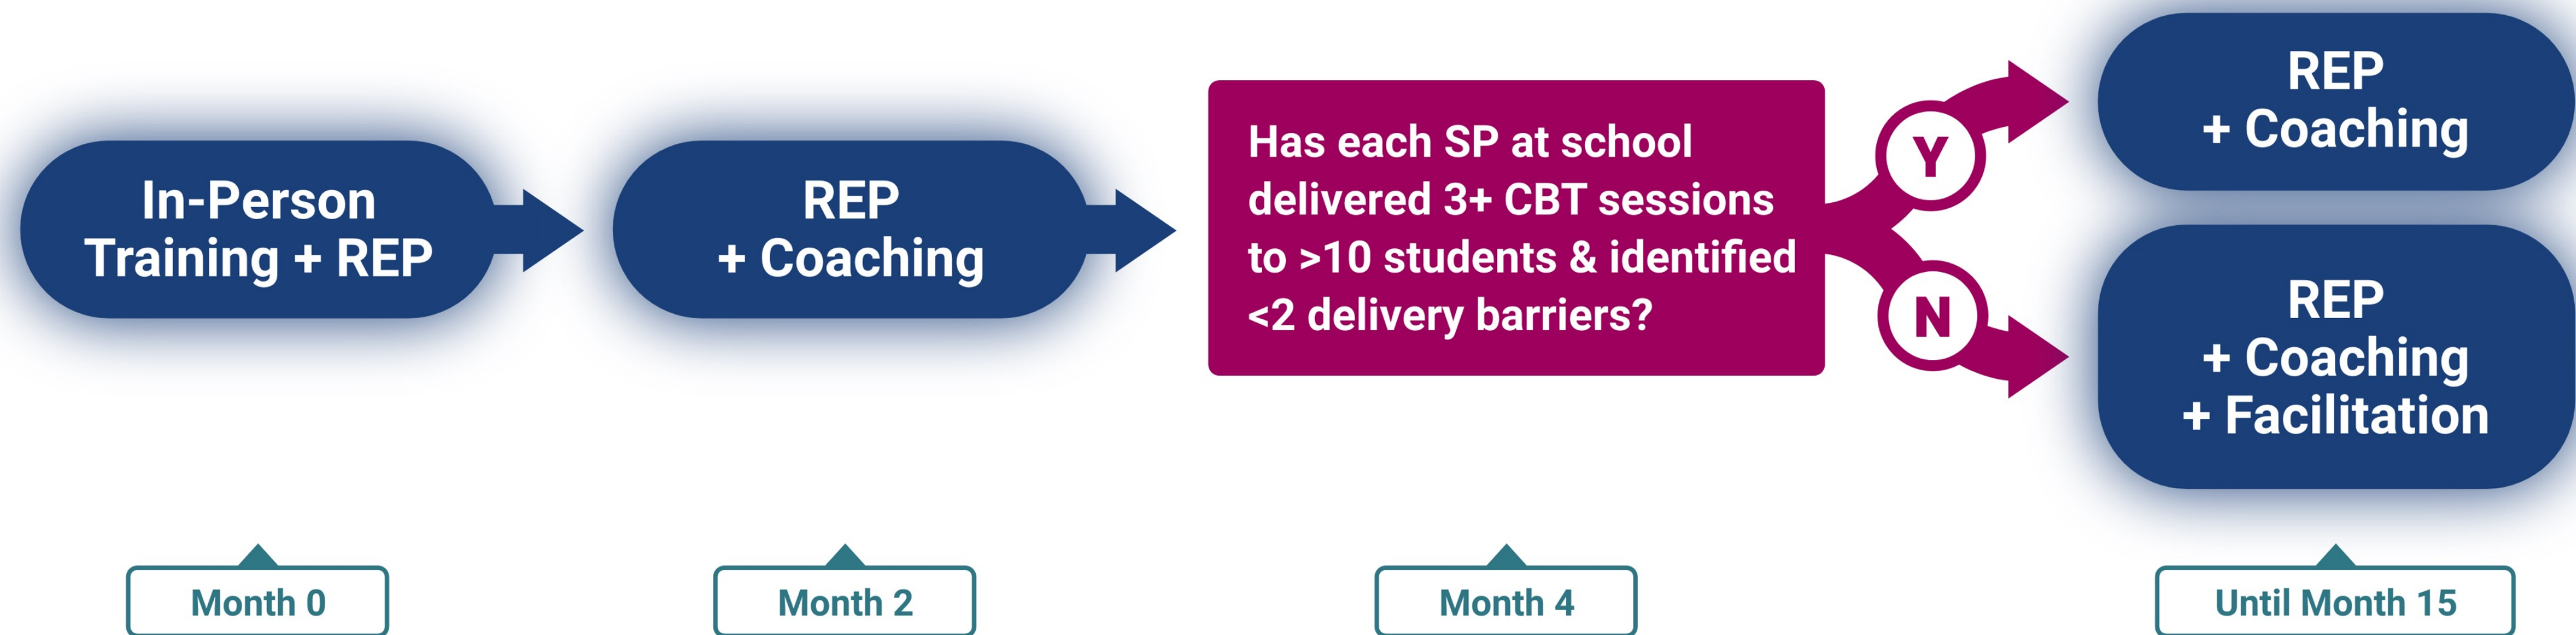 In-Person
Training + REP
REP
+ Coaching
Has each SP at school
delivered 3+ CBT sessions
to >10 students & identified
<2 delivery barriers?
Y
N
REP
+ Coaching
REP
+ Coaching
+ Facilitation
Month 0
Month 2
Month 4
Until Month 15